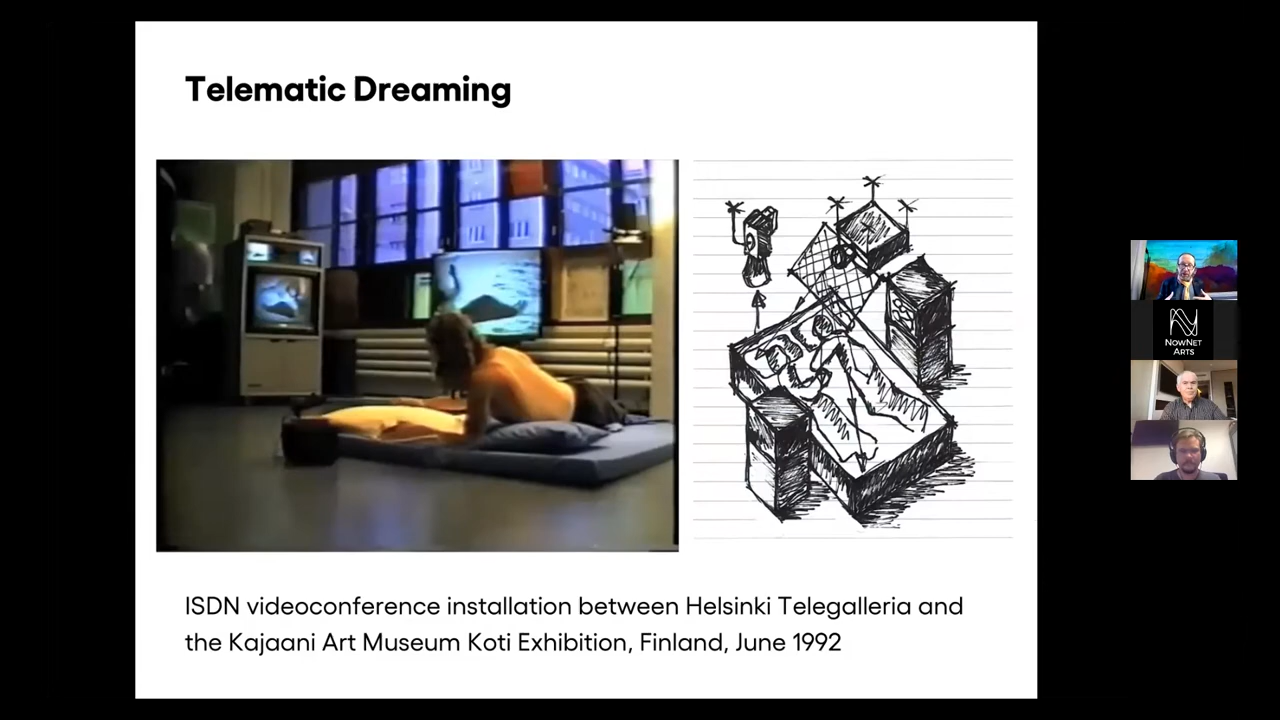 Telematic Dreaming
ISDN videoconference installation between Helsinki Telegalleria and
the Kajaani Art Museum Koti Exhibition, Finland, June 1992
NOWNET
ARTS